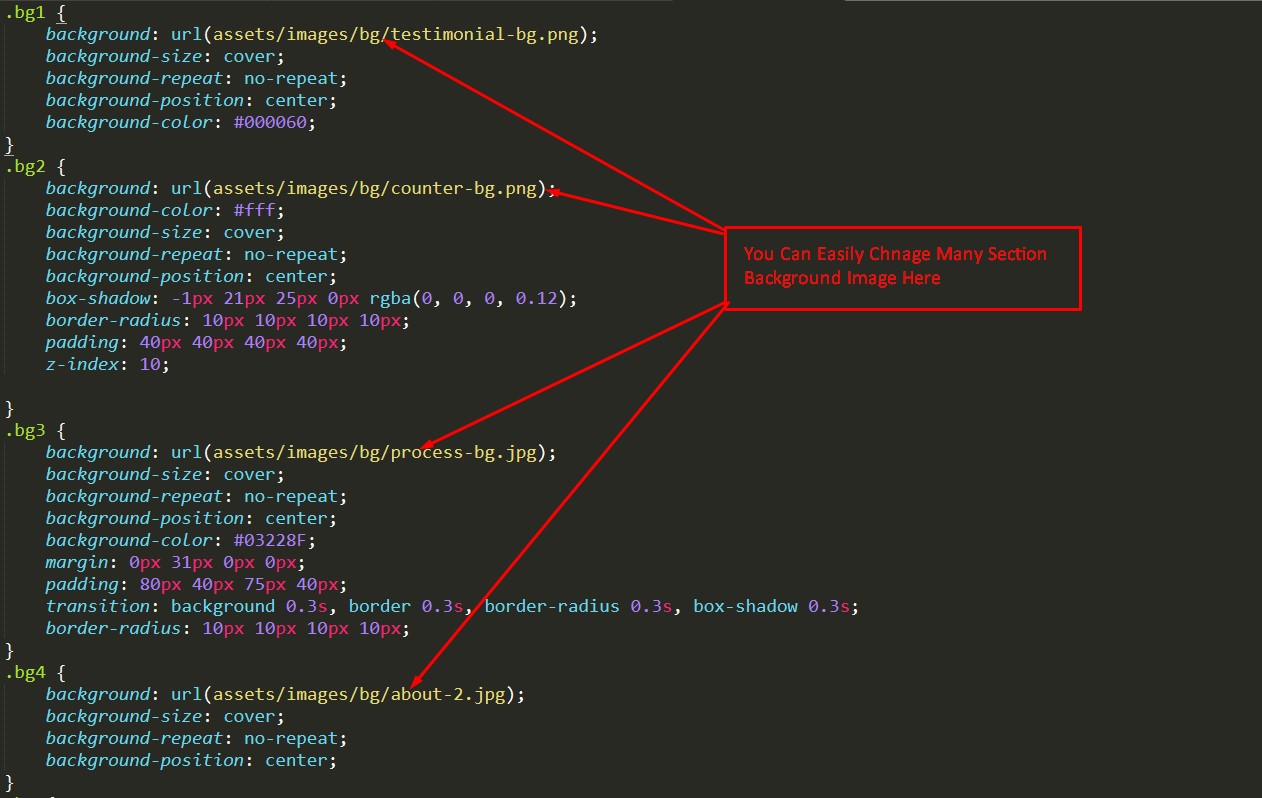 .bg1 {
    background: url(assets/images/bg/testimonial-bg.png);
    background-size: cover;
    background-repeat: no-repeat;
    background-position: center;
    background-color: #000060;
}
.bg2 {
    background: url(assets/images/bg/counter-bg.png);
    background-color: #fff;
    background-size: cover;
    background-repeat: no-repeat;
    background-position: center;
    box-shadow: -1px 21px 25px 0px rgba(0, 0, 0, 0.12);
    border-radius: 10px 10px 10px 10px;
    padding: 40px 40px 40px 40px;
    z-index: 10;
}
You Can Easily Chnage Many Section
Background Image Here
.bg3 {
    background: url(assets/images/bg/process-bg.jpg);
    background-size: cover;
    background-repeat: no-repeat;
    background-position: center;
    background-color: #03228F;
    margin: 0px 31px 0px 0px;
    padding: 80px 40px 75px 40px;
    transition: background 0.3s, border 0.3s, border-radius 0.3s, box-shadow 0.3s;
    border-radius: 10px 10px 10px 10px;
}
.bg4 {
    background: url(assets/images/bg/about-2.jpg);
    background-size: cover;
    background-repeat: no-repeat;
    background-position: center;
}